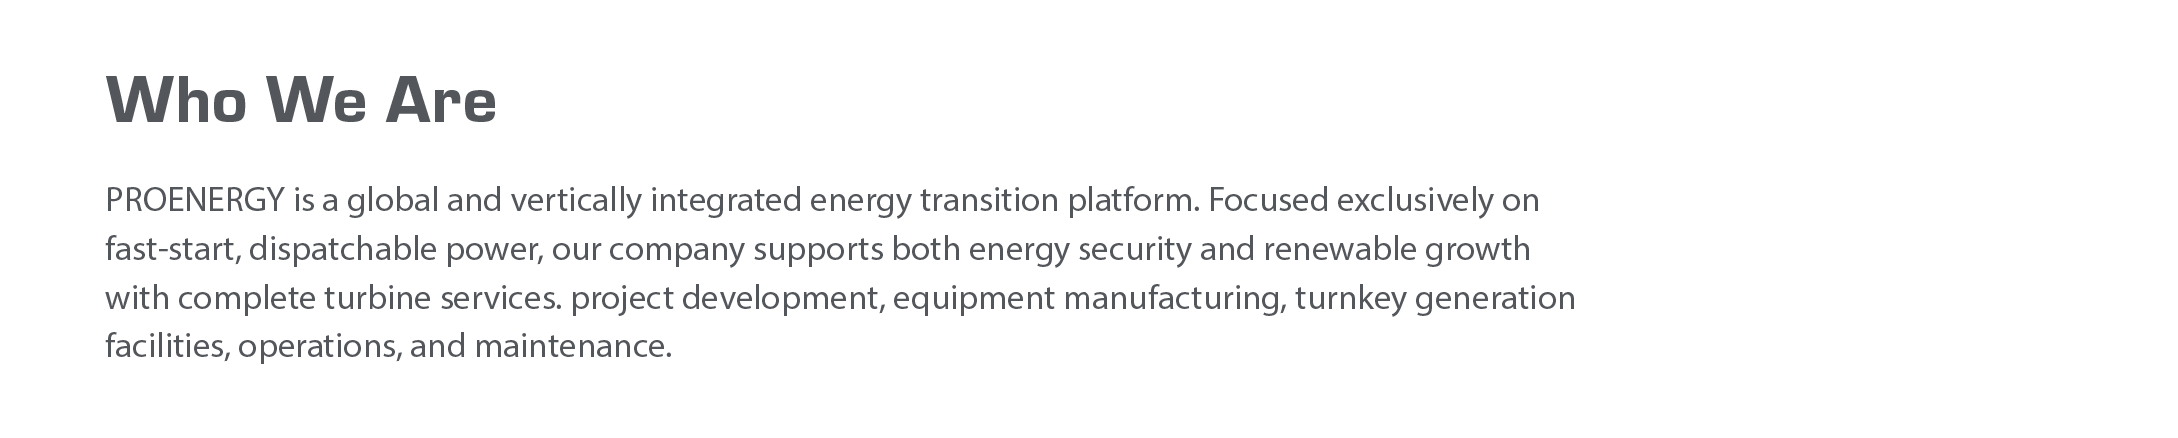 Who We Are
PROENERGY is a global and vertically integrated energy transition platform. Focused exclusively on
fast-start, dispatchable power, our company supports both energy security and renewable growth
with complete turbine services. project development, equipment manufacturing, turnkey generation
facilities, operations, and maintenance.